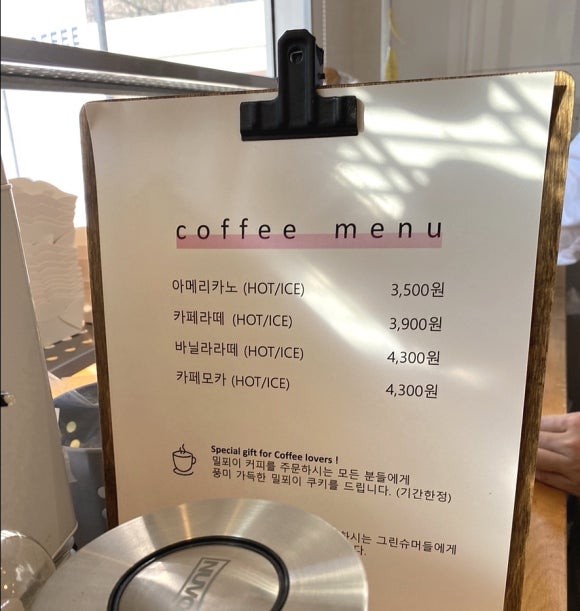 coffee menu
아메리카노 (HOT/ICE) 3,500원
카페라떼 (HOT/ICE) 3,900원
바닐라라떼 (HOT/ICE) 4,300원
카페모카 (HOT/ICE) 4,300원
Special gift for Coffee lovers !
밀푀이 커피를 주문하시는 모든 분들에게
풍미 가득한 밀푀이 쿠키를 드립니다. (기간한정)
하시는 그린슈머들에게
다.